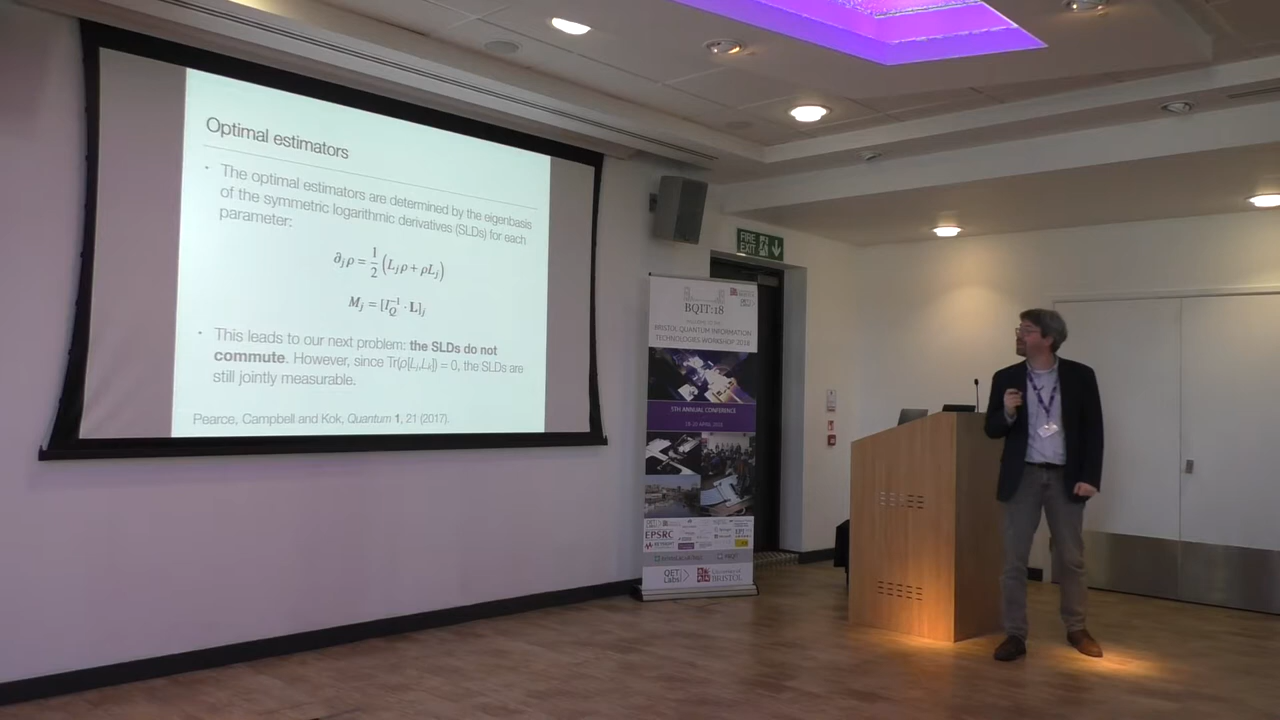 Optimal estimators
• The optimal estimators are determined by the eigenbasis
of the symmetric logarithmic derivatives (SLDs) for each
parameter:
∂ⱼρ = 1/2 (Lⱼρ + ρLⱼ)
Mⱼ = [I_Q⁻¹ · L]ⱼ
• This leads to our next problem: the SLDs do not
commute. However, since Tr(ρ[Lⱼ,Lₖ]) = 0, the SLDs are
still jointly measurable.
Pearce, Campbell and Kok, Quantum 1, 21 (2017).
FIRE
EXIT
BQIT:18
BRISTOL QUANTUM INFORMATION
TECHNOLOGIES WORKSHOP 2018
5TH ANNUAL CONFERENCE
EPSRC
QET
Labs
University of
BRISTOL